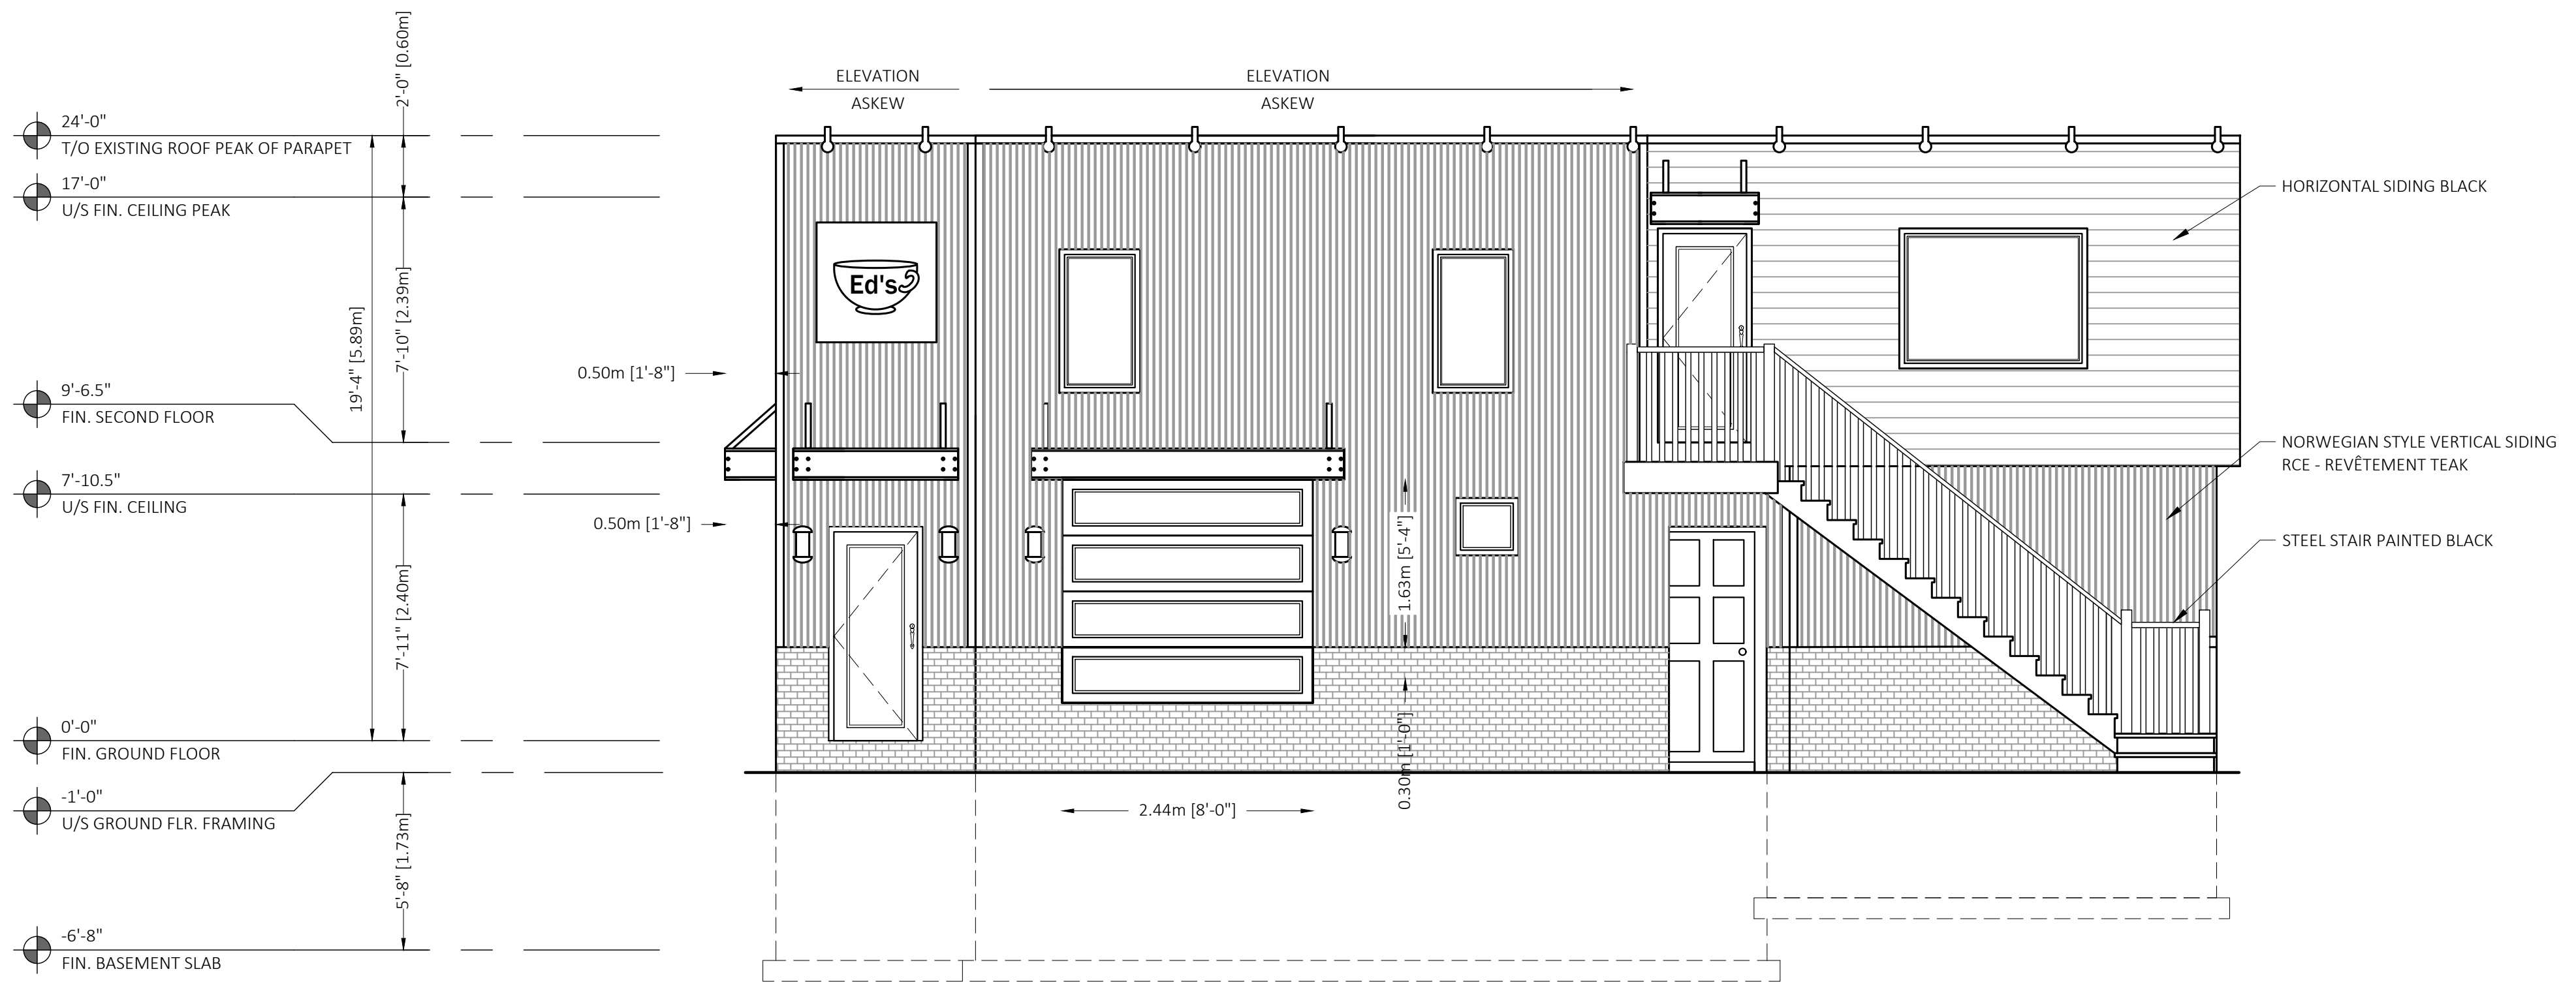 2'-0" [0.60m]
ELEVATION
ASKEW
ELEVATION
ASKEW
24'-0"
T/O EXISTING ROOF PEAK OF PARAPET
17'-0"
U/S FIN. CEILING PEAK
HORIZONTAL SIDING BLACK
Ed's
7'-10" [2.39m]
19'-4" [5.89m]
0.50m [1'-8"]
9'-6.5"
FIN. SECOND FLOOR
NORWEGIAN STYLE VERTICAL SIDING
RCE - REVÊTEMENT TEAK
7'-10.5"
U/S FIN. CEILING
0.50m [1'-8"]
1.63m [5'-4"]
STEEL STAIR PAINTED BLACK
7'-11" [2.40m]
0'-0"
FIN. GROUND FLOOR
0.30m [1'-0"]
-1'-0"
U/S GROUND FLR. FRAMING
2.44m [8'-0"]
5'-8" [1.73m]
-6'-8"
FIN. BASEMENT SLAB